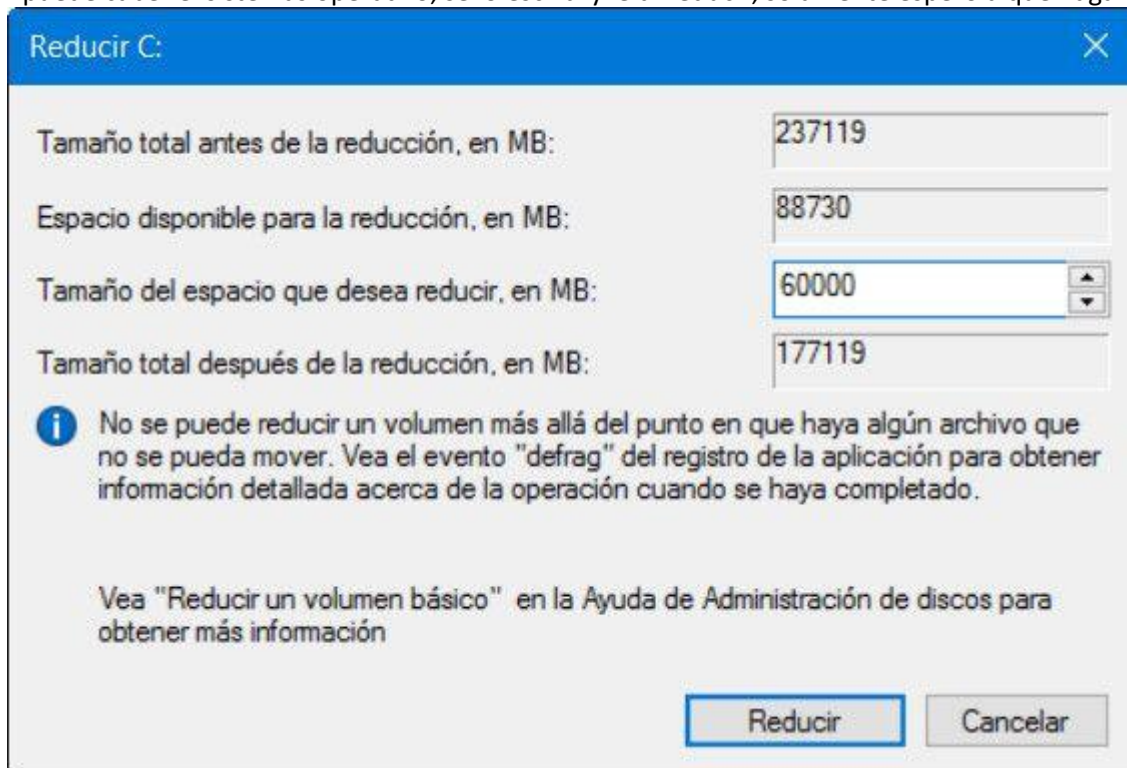 Reducir C:
Tamaño total antes de la reducción, en MB: 237119
Espacio disponible para la reducción, en MB: 88730
Tamaño del espacio que desea reducir, en MB: 60000
Tamaño total después de la reducción, en MB: 177119
No se puede reducir un volumen más allá del punto en que haya algún archivo que
no se pueda mover. Vea el evento "defrag" del registro de la aplicación para obtener
información detallada acerca de la operación cuando se haya completado.
Vea "Reducir un volumen básico" en la Ayuda de Administración de discos para
obtener más información
Reducir Cancelar